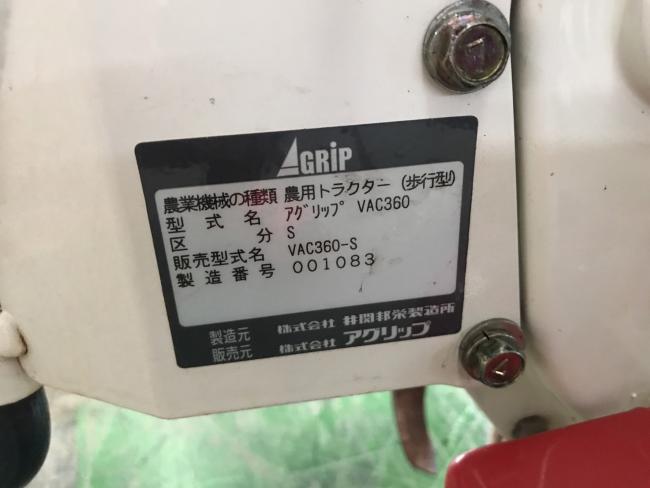 AGRiP
農業機械の種類 農用トラクター (歩行型)
型式名 アグリップ VAC360
区分 S
販売型式名 VAC360-S
製造番号 001083
製造元 株式会社 井関邦栄製造所
販売元 株式会社 アグリップ
7
7